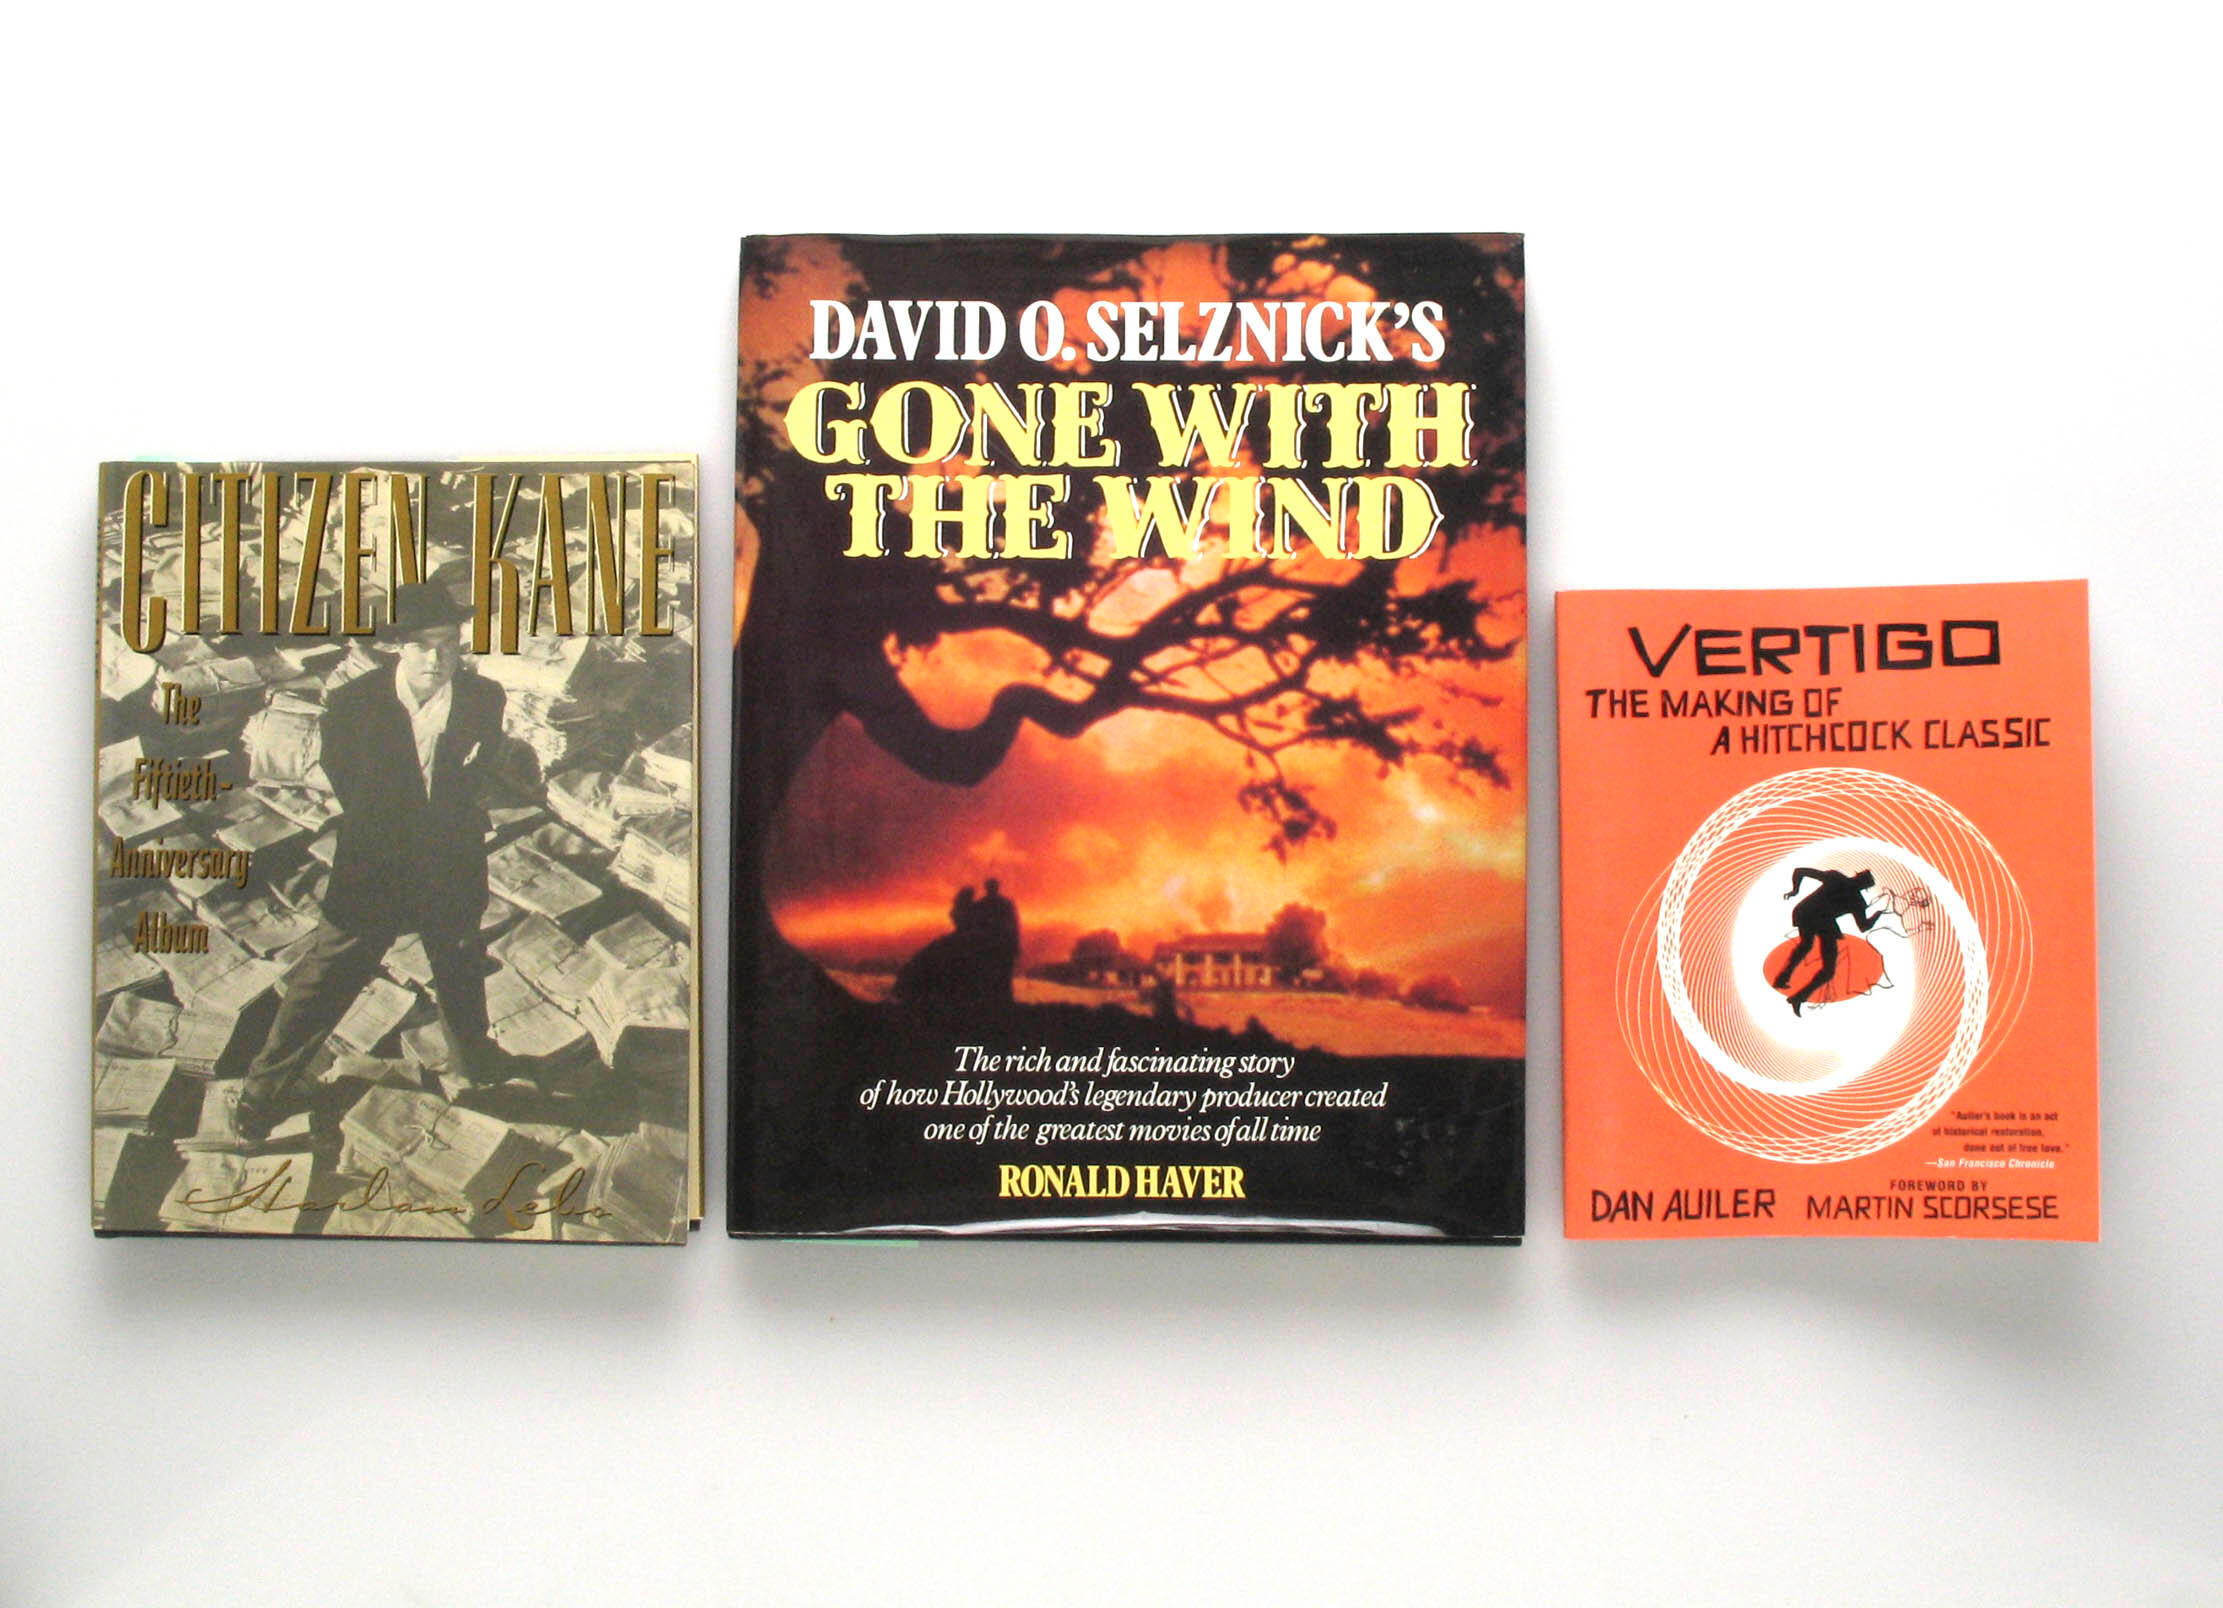 CITIZEN KANE
The
Fiftieth-
Anniversary
Album
Harlan Lebo
DAVID O. SELZNICK'S
GONE WITH
THE WIND
The rich and fascinating story
of how Hollywood's legendary producer created
one of the greatest movies of all time
RONALD HAVER
VERTIGO
THE MAKING OF
A HITCHCOCK CLASSIC
"Auiler's book is an act
of historical restoration,
done out of true love."
—San Francisco Chronicle
DAN AUILER
FOREWORD BY
MARTIN SCORSESE